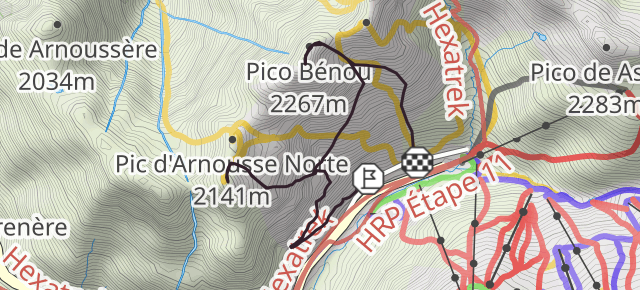 Hexatrek
de Arnoussère
2034m
Pico Bénou
2267m
Pico de As
2283m
Pic d'Arnousse Norte
2141m
HRP Étape 11
Hexatrek
renère
Hexatrek